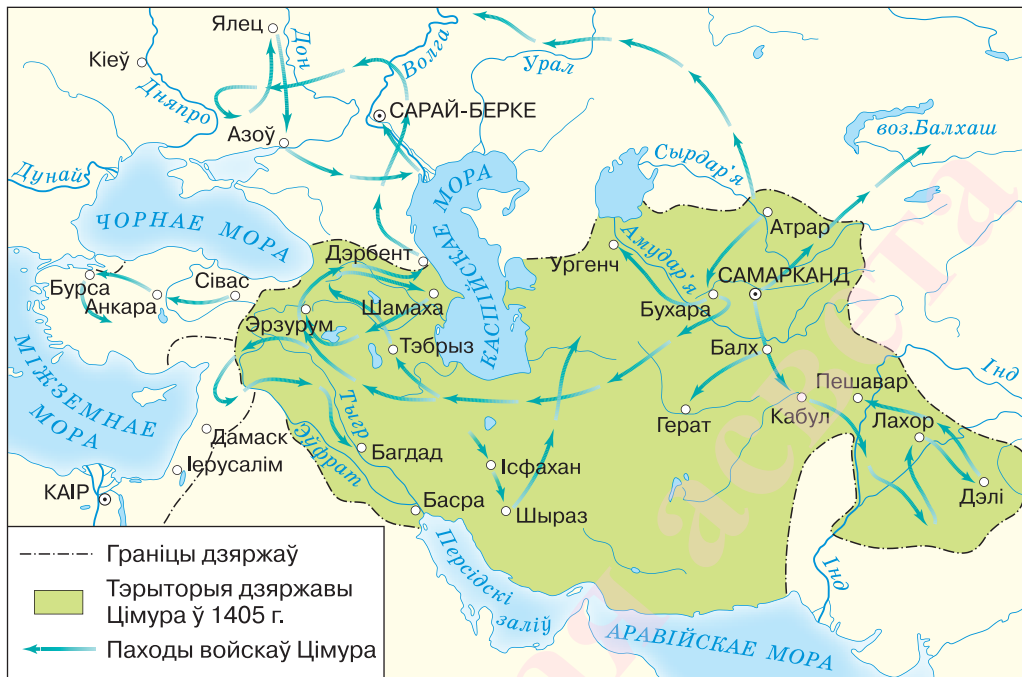 Ялец
Дон
Волга
Урал
Кіеў
Дняпро
САРАЙ-БЕРКЕ
Азоў
воз.Балхаш
Сырдар'я
Дунай
КАСПІЙСКАЕ МОРА
ЧОРНАЕ МОРА
Атрар
Ургенч
Амудар'я
Дэрбент
САМАРКАНД
Бурса
Анкара
Сівас
Шамаха
Бухара
Эрзурум
Тэбрыз
Балх
Інд
МІЖЗЕМНАЕ
МОРА
Пешавар
Тыгр
Герат
Кабул
Лахор
Дамаск
Эўфрат
Багдад
Іерусалім
Ісфахан
КАІР
Басра
Шыраз
Дэлі
Персідскі
заліў
Інд
АРАВІЙСКАЕ МОРА
Граніцы дзяржаў
Тэрыторыя дзяржавы
Цімура ў 1405 г.
Паходы войскаў Цімура